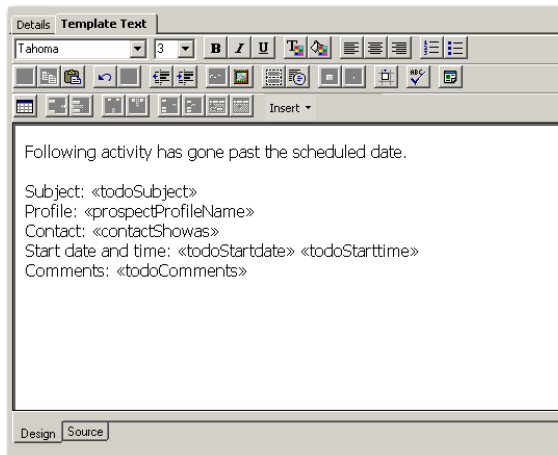 Details Template Text
Tahoma 3 B I U
ABC
Insert
Following activity has gone past the scheduled date.
Subject: «todoSubject»
Profile: «prospectProfileName»
Contact: «contactShowas»
Start date and time: «todoStartdate» «todoStarttime»
Comments: «todoComments»
Design Source